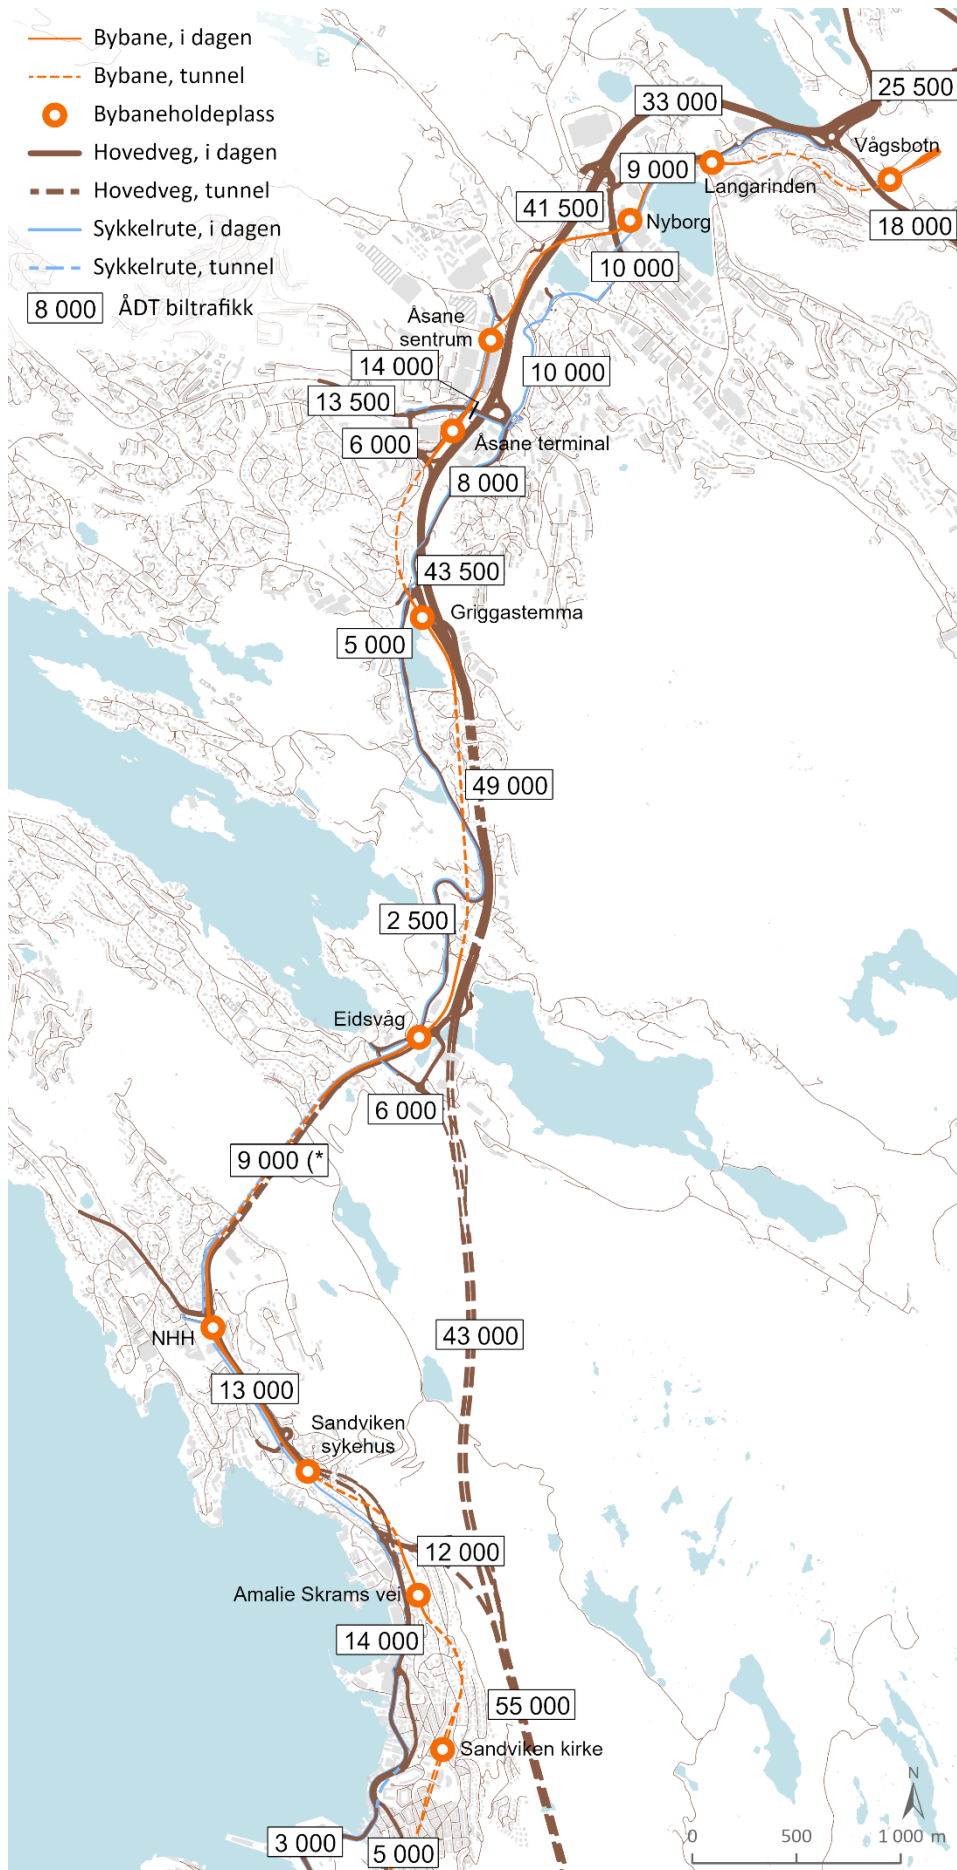 Bybane, i dagen
Bybane, tunnel
Bybaneholdeplass
Hovedveg, i dagen
Hovedveg, tunnel
Sykkelrute, i dagen
Sykkelrute, tunnel
8 000 ÅDT biltrafikk
25 500
33 000
Vågsbotn
9 000
Langarinden
41 500
Nyborg
18 000
10 000
Åsane
sentrum
14 000
10 000
13 500
6 000
Åsane terminal
8 000
43 500
Griggastemma
5 000
49 000
2 500
Eidsvåg
6 000
9 000 (*
NHH
43 000
13 000
Sandviken
sykehus
12 000
Amalie Skrams vei
14 000
55 000
Sandviken kirke
N
3 000
5 000
0 500 1 000 m